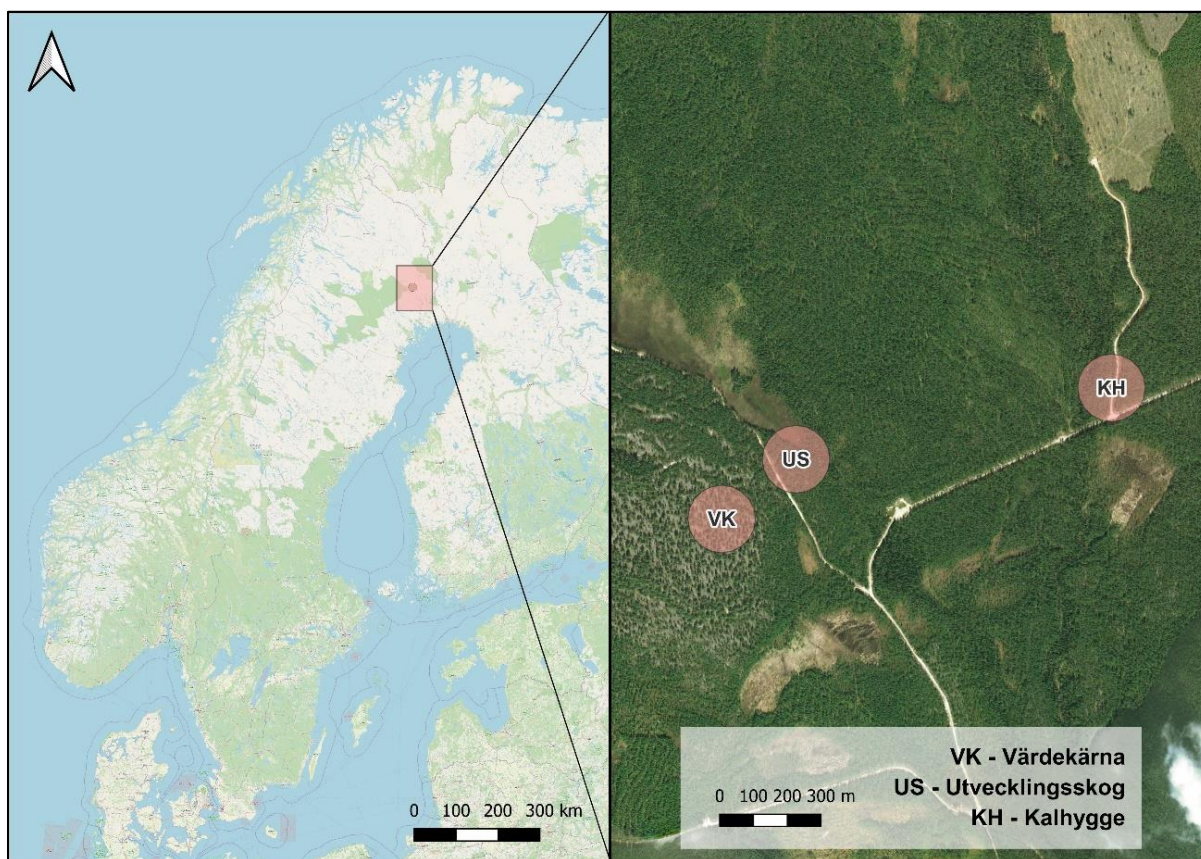 KH
US
VK
VK - Värdekärna
US - Utvecklingsskog
KH - Kalhygge
0 100 200 300 km
0 100 200 300 m